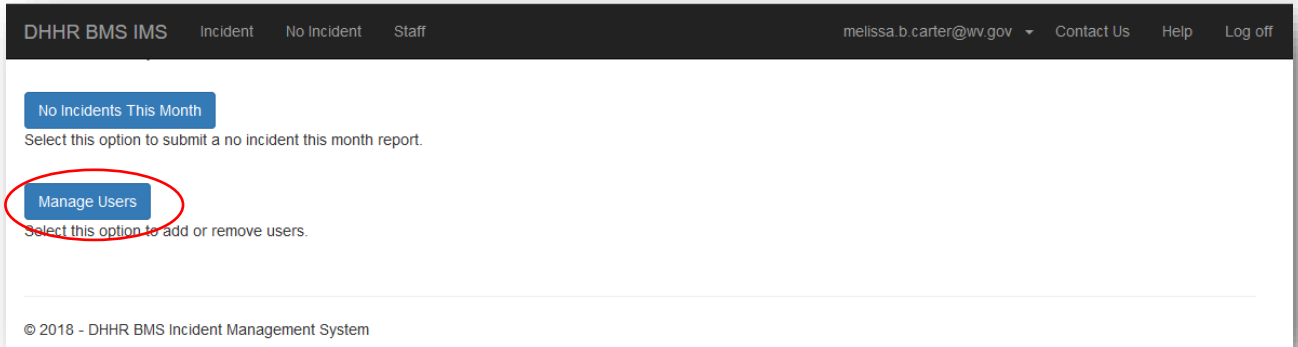 DHHR BMS IMS Incident No Incident Staff melissa.b.carter@wv.gov Contact Us Help Log off
No Incidents This Month
Select this option to submit a no incident this month report.
Manage Users
Select this option to add or remove users.
© 2018 - DHHR BMS Incident Management System